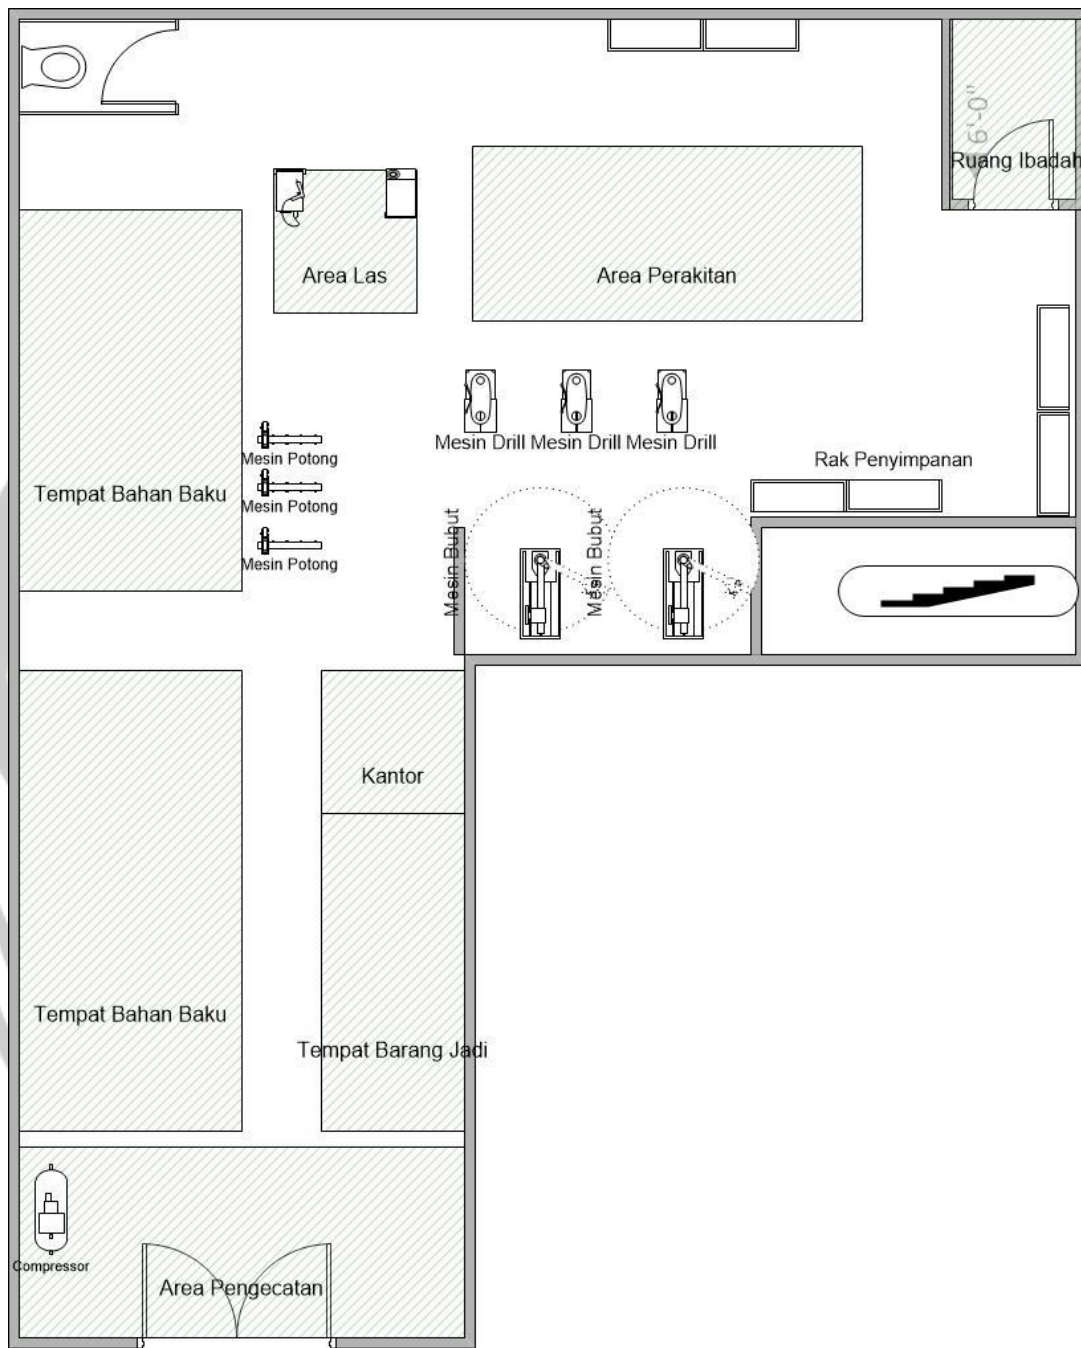 6'-0"
Ruang Ibadah
Area Las
Area Perakitan
Mesin Drill
Mesin Drill
Mesin Drill
Mesin Potong
Rak Penyimpanan
Tempat Bahan Baku
Mesin Potong
Mesin Bubut
Mesin Bubut
Mesin Potong
Kantor
Tempat Bahan Baku
Tempat Barang Jadi
Compressor
Area Pengecatan